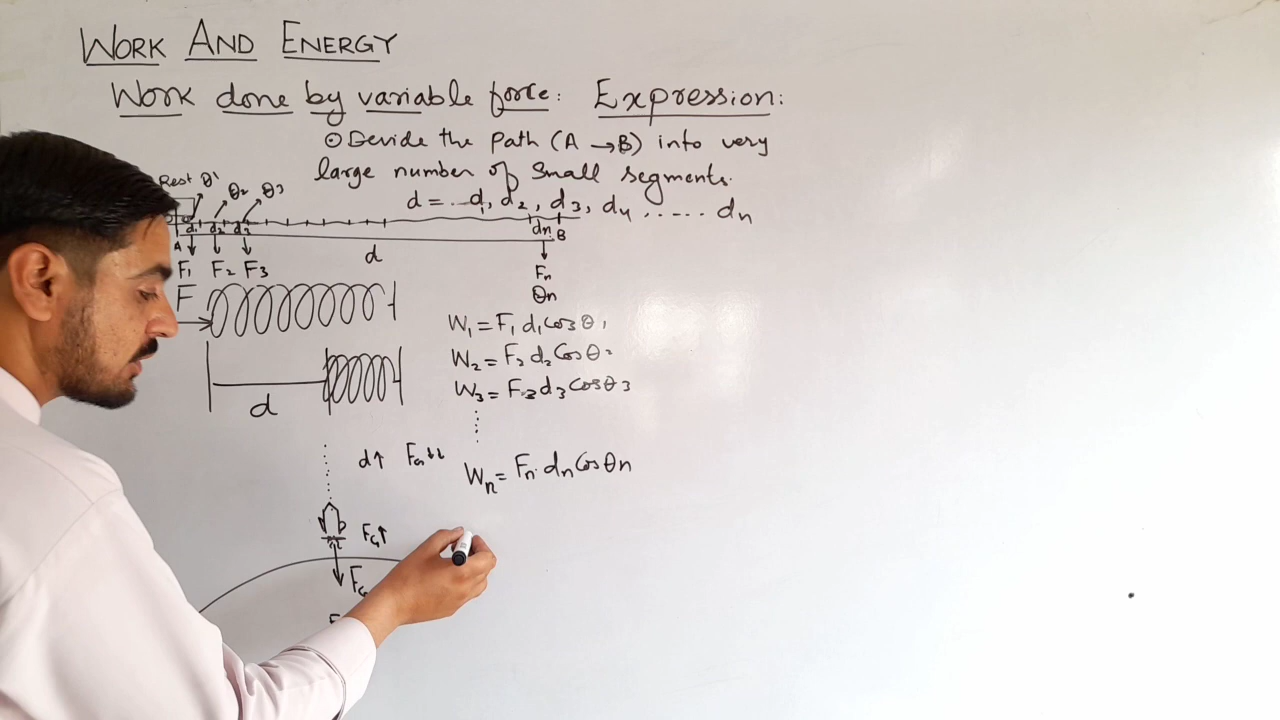 WORK AND ENERGY
Work done by variable force: Expression:
⊙ Devide the path (A → B) into very
large number of small segments.
d = d₁, d₂, d₃, d₄ ...... dₙ
Rest θ₁ θ₂ θ₃
d₁ d₂ d₃ dₙ
A B
d
F₁ F₂ F₃ Fₙ
θₙ
F
W₁ = F₁ d₁ Cos θ₁
W₂ = F₂ d₂ Cos θ₂
W₃ = F₃ d₃ Cos θ₃
d
d↑ F_G↓↓
Wₙ = Fₙ dₙ Cos θₙ
F_G↑
F_G